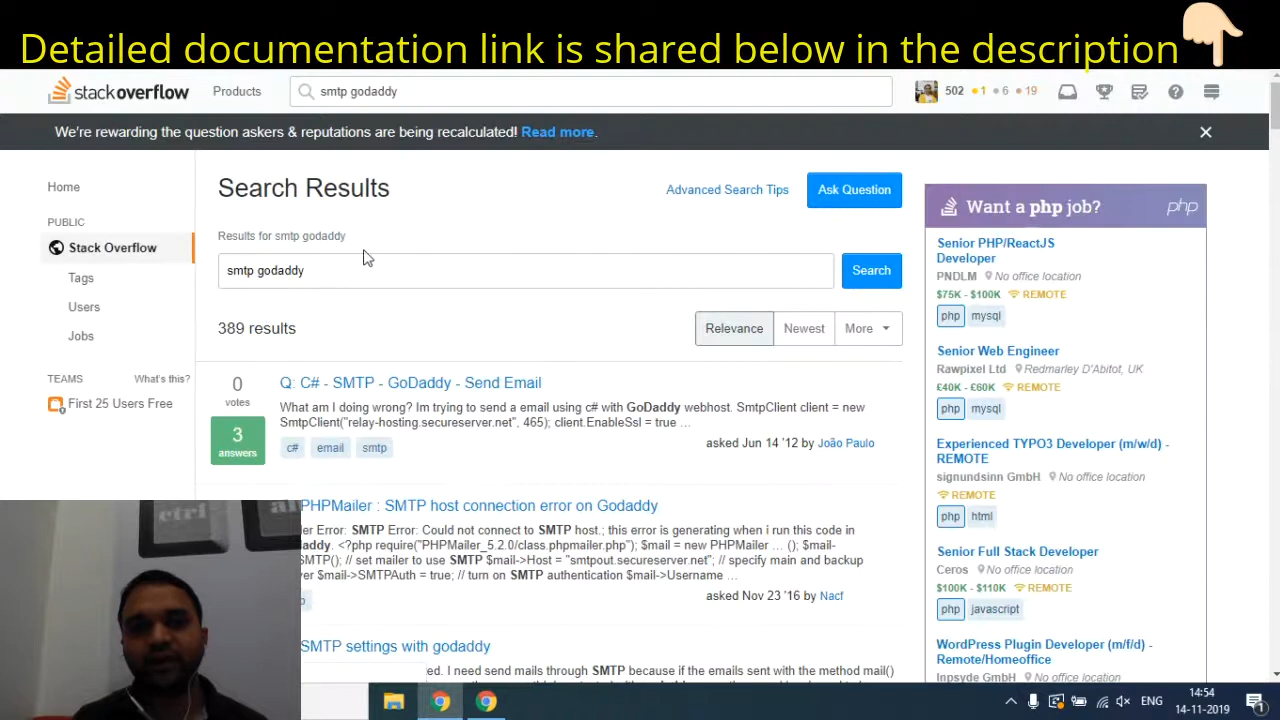 Detailed documentation link is shared below in the description
stackoverflow
Products
smtp godaddy
502
1
6
19
We're rewarding the question askers & reputations are being recalculated! Read more.
Home
PUBLIC
Stack Overflow
Tags
Users
Jobs
TEAMS
What's this?
First 25 Users Free
Search Results
Advanced Search Tips
Ask Question
Results for smtp godaddy
smtp godaddy
Search
389 results
Relevance
Newest
More
0
votes
3
answers
Q: C# - SMTP - GoDaddy - Send Email
What am I doing wrong? Im trying to send a email using c# with GoDaddy webhost. SmtpClient client = new
SmtpClient("relay-hosting.secureserver.net", 465); client.EnableSsl = true ...
c#
email
smtp
asked Jun 14 '12 by João Paulo
PHPMailer : SMTP host connection error on Godaddy
ler Error: SMTP Error: Could not connect to SMTP host.; this error is generating when i run this code in
daddy. <?php require("PHPMailer_5.2.0/class.phpmailer.php"); $mail = new PHPMailer ... (); $mail-
SMTP(); // set mailer to use SMTP $mail->Host = "smtpout.secureserver.net"; // specify main and backup
ver $mail->SMTPAuth = true; // turn on SMTP authentication $mail->Username ...
asked Nov 23 '16 by Nacf
SMTP settings with godaddy
red. I need send mails through SMTP because if the emails sent with the method mail()
Want a php job?
php
Senior PHP/ReactJS
Developer
PNDLM
No office location
$75K - $100K
REMOTE
php
mysql
Senior Web Engineer
Rawpixel Ltd
Redmarley D'Abitot, UK
£40K - £60K
REMOTE
php
mysql
Experienced TYPO3 Developer (m/w/d) -
REMOTE
signundsinn GmbH
No office location
REMOTE
php
html
Senior Full Stack Developer
Ceros
No office location
$100K - $110K
REMOTE
php
javascript
WordPress Plugin Developer (m/f/d) -
Remote/Homeoffice
Inpsyde GmbH
No office location
ctrl
ENG
14:54
14-11-2019
1